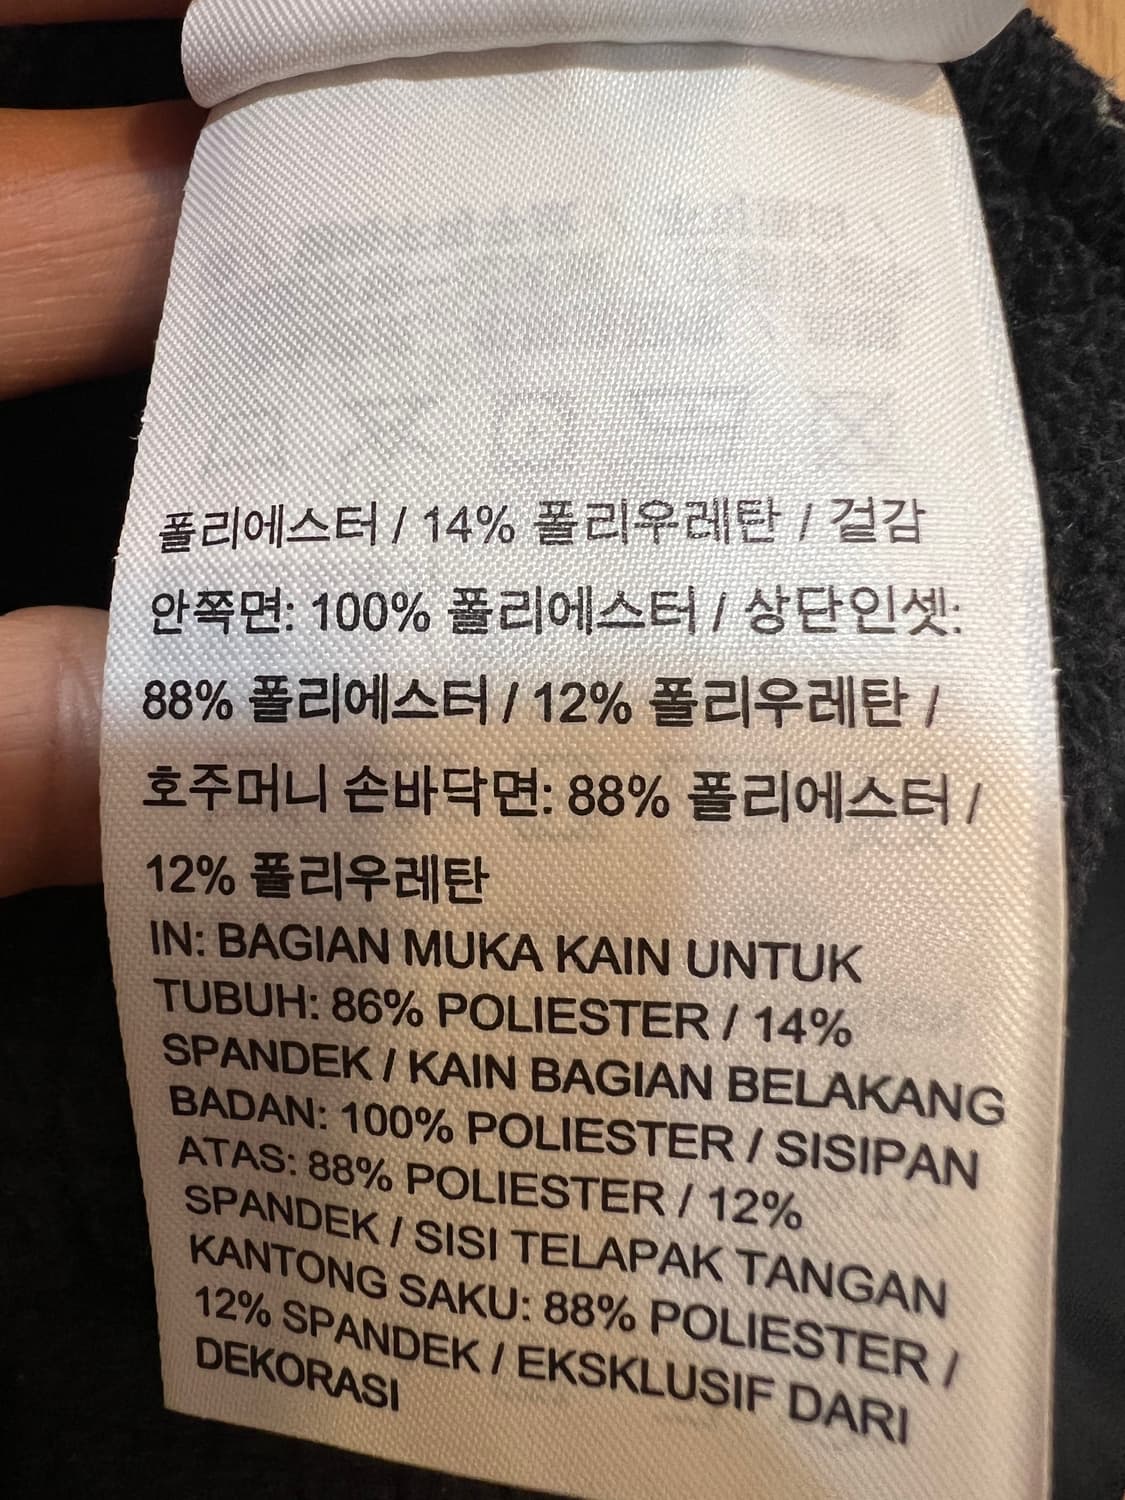 폴리에스터 / 14% 폴리우레탄 / 겉감
안쪽면: 100% 폴리에스터 / 상단인셋:
88% 폴리에스터 / 12% 폴리우레탄 /
호주머니 손바닥면: 88% 폴리에스터 /
12% 폴리우레탄
IN: BAGIAN MUKA KAIN UNTUK
TUBUH: 86% POLIESTER / 14%
SPANDEK / KAIN BAGIAN BELAKANG
BADAN: 100% POLIESTER / SISIPAN
ATAS: 88% POLIESTER / 12%
SPANDEK / SISI TELAPAK TANGAN
KANTONG SAKU: 88% POLIESTER /
12% SPANDEK / EKSKLUSIF DARI
DEKORASI